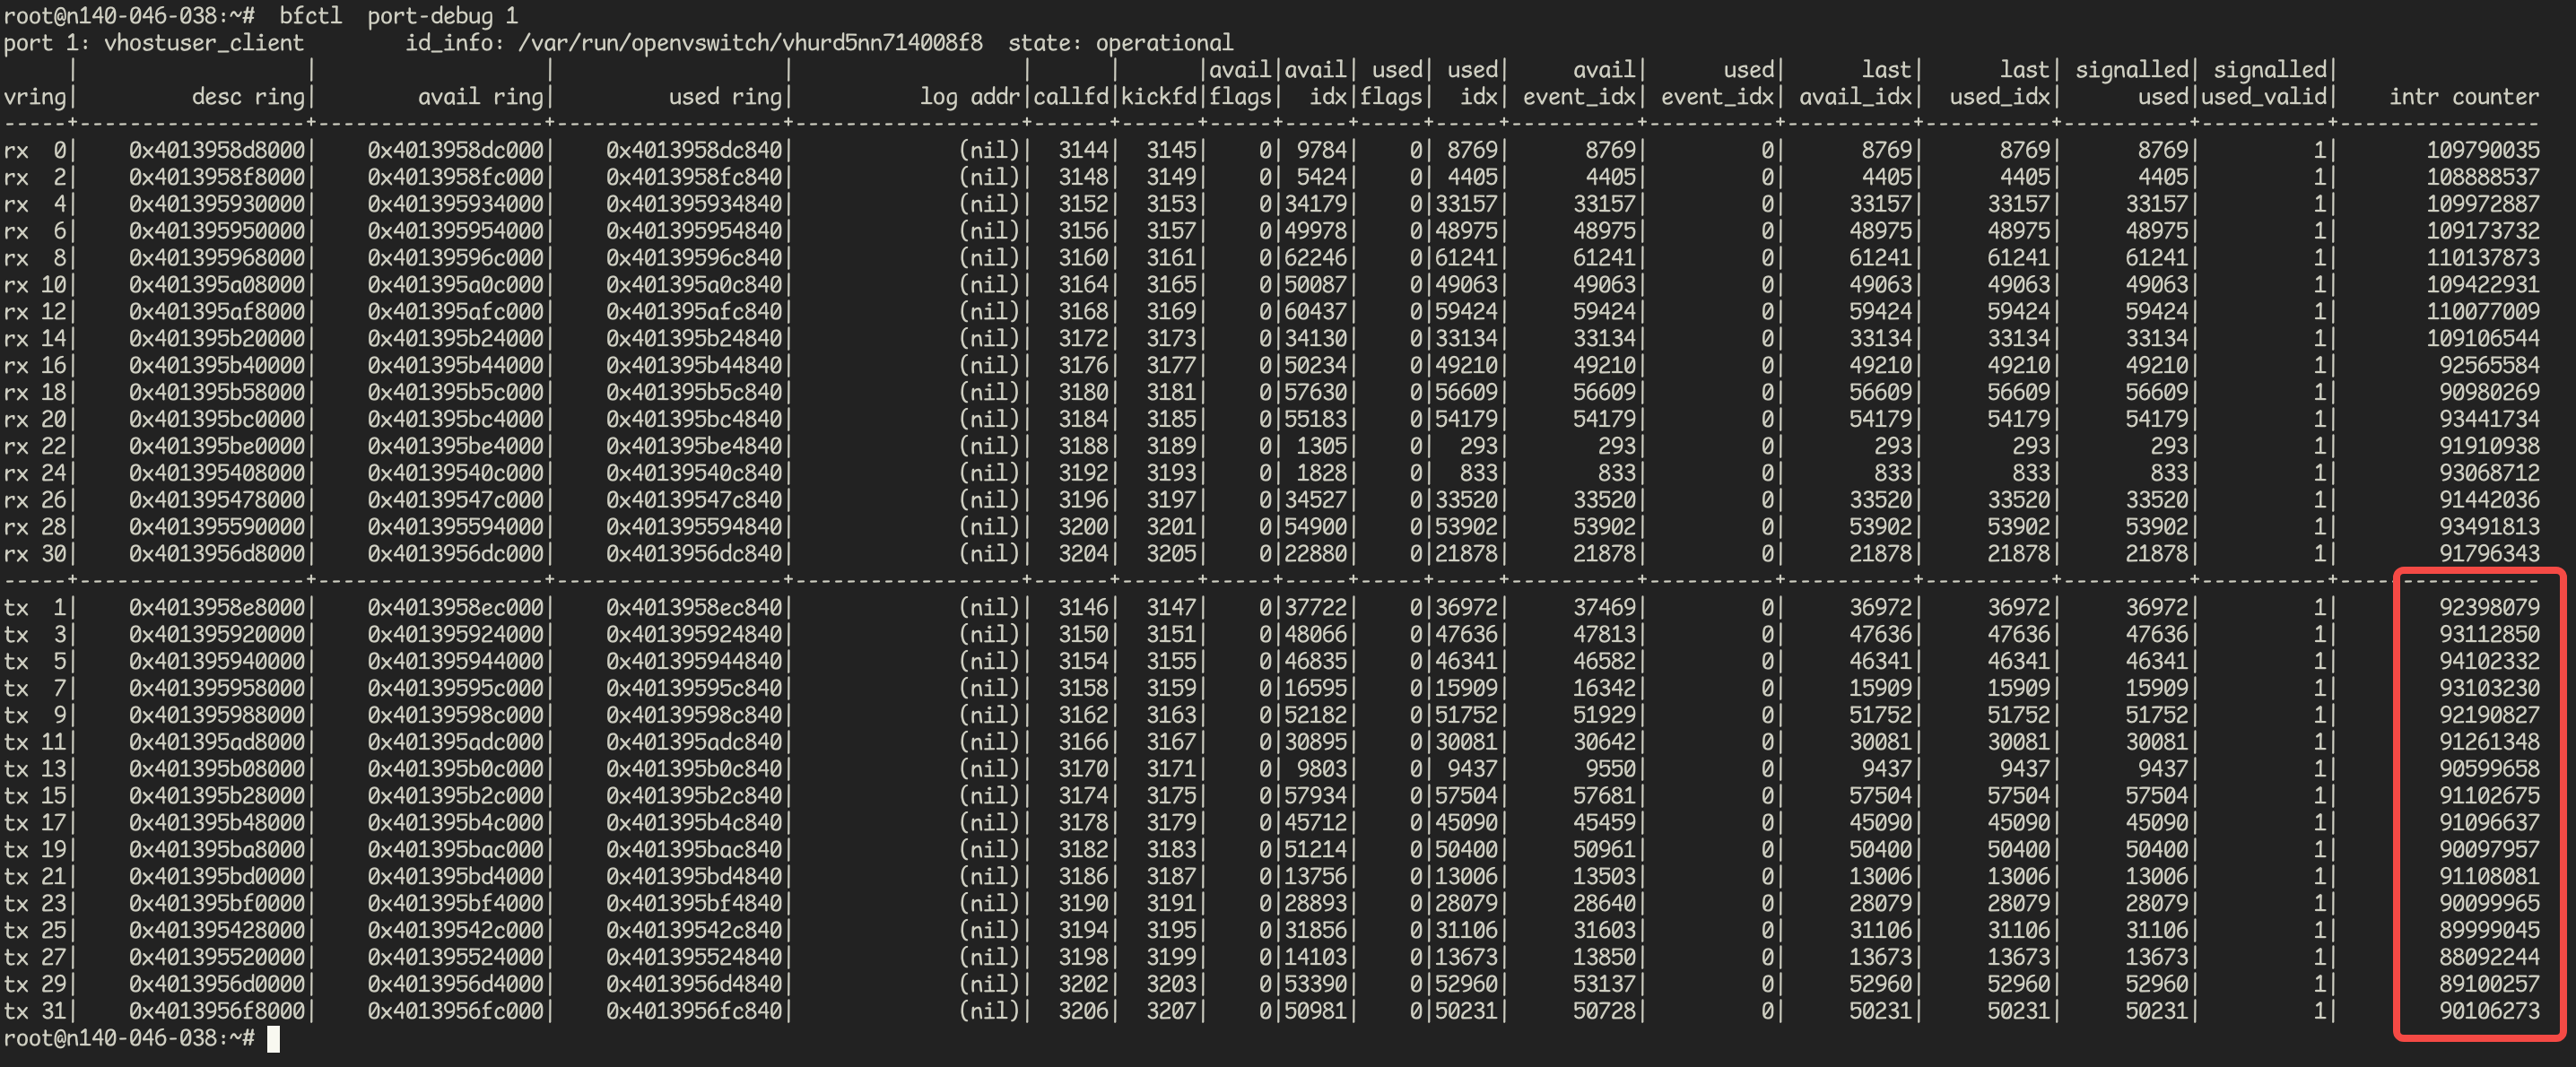 root@n140-046-038:~#  bfctl  port-debug 1
port 1: vhostuser_client        id_info: /var/run/openvswitch/vhurd5nn714008f8  state: operational
     |                  |                  |                  |                  |      |      |avail|avail| used| used|     avail|      used|      last|      last| signalled| signalled|
vring|         desc ring|        avail ring|         used ring|          log addr|callfd|kickfd|flags|  idx|flags|  idx| event_idx| event_idx| avail_idx|  used_idx|      used|used_valid|    intr counter
-----+------------------+------------------+------------------+------------------+------+------+-----+-----+-----+-----+----------+----------+----------+----------+----------+----------+----------------
rx  0|    0x4013958d8000|    0x4013958dc000|    0x4013958dc840|             (nil)|  3144|  3145|    0| 9784|    0| 8769|      8769|         0|      8769|      8769|      8769|         1|       109790035
rx  2|    0x4013958f8000|    0x4013958fc000|    0x4013958fc840|             (nil)|  3148|  3149|    0| 5424|    0| 4405|      4405|         0|      4405|      4405|      4405|         1|       108888537
rx  4|    0x401395930000|    0x401395934000|    0x401395934840|             (nil)|  3152|  3153|    0|34179|    0|33157|     33157|         0|     33157|     33157|     33157|         1|       109972887
rx  6|    0x401395950000|    0x401395954000|    0x401395954840|             (nil)|  3156|  3157|    0|49978|    0|48975|     48975|         0|     48975|     48975|     48975|         1|       109173732
rx  8|    0x401395968000|    0x40139596c000|    0x40139596c840|             (nil)|  3160|  3161|    0|62246|    0|61241|     61241|         0|     61241|     61241|     61241|         1|       110137873
rx 10|    0x401395a08000|    0x401395a0c000|    0x401395a0c840|             (nil)|  3164|  3165|    0|50087|    0|49063|     49063|         0|     49063|     49063|     49063|         1|       109422931
rx 12|    0x401395af8000|    0x401395afc000|    0x401395afc840|             (nil)|  3168|  3169|    0|60437|    0|59424|     59424|         0|     59424|     59424|     59424|         1|       110077009
rx 14|    0x401395b20000|    0x401395b24000|    0x401395b24840|             (nil)|  3172|  3173|    0|34130|    0|33134|     33134|         0|     33134|     33134|     33134|         1|       109106544
rx 16|    0x401395b40000|    0x401395b44000|    0x401395b44840|             (nil)|  3176|  3177|    0|50234|    0|49210|     49210|         0|     49210|     49210|     49210|         1|        92565584
rx 18|    0x401395b58000|    0x401395b5c000|    0x401395b5c840|             (nil)|  3180|  3181|    0|57630|    0|56609|     56609|         0|     56609|     56609|     56609|         1|        90980269
rx 20|    0x401395bc0000|    0x401395bc4000|    0x401395bc4840|             (nil)|  3184|  3185|    0|55183|    0|54179|     54179|         0|     54179|     54179|     54179|         1|        93441734
rx 22|    0x401395be0000|    0x401395be4000|    0x401395be4840|             (nil)|  3188|  3189|    0| 1305|    0|  293|       293|         0|       293|       293|       293|         1|        91910938
rx 24|    0x401395408000|    0x40139540c000|    0x40139540c840|             (nil)|  3192|  3193|    0| 1828|    0|  833|       833|         0|       833|       833|       833|         1|        93068712
rx 26|    0x401395478000|    0x40139547c000|    0x40139547c840|             (nil)|  3196|  3197|    0|34527|    0|33520|     33520|         0|     33520|     33520|     33520|         1|        91442036
rx 28|    0x401395590000|    0x401395594000|    0x401395594840|             (nil)|  3200|  3201|    0|54900|    0|53902|     53902|         0|     53902|     53902|     53902|         1|        93491813
rx 30|    0x4013956d8000|    0x4013956dc000|    0x4013956dc840|             (nil)|  3204|  3205|    0|22880|    0|21878|     21878|         0|     21878|     21878|     21878|         1|        91796343
-----+------------------+------------------+------------------+------------------+------+------+-----+-----+-----+-----+----------+----------+----------+----------+----------+----------+----------------
tx  1|    0x4013958e8000|    0x4013958ec000|    0x4013958ec840|             (nil)|  3146|  3147|    0|37722|    0|36972|     37469|         0|     36972|     36972|     36972|         1|        92398079
tx  3|    0x401395920000|    0x401395924000|    0x401395924840|             (nil)|  3150|  3151|    0|48066|    0|47636|     47813|         0|     47636|     47636|     47636|         1|        93112850
tx  5|    0x401395940000|    0x401395944000|    0x401395944840|             (nil)|  3154|  3155|    0|46835|    0|46341|     46582|         0|     46341|     46341|     46341|         1|        94102332
tx  7|    0x401395958000|    0x40139595c000|    0x40139595c840|             (nil)|  3158|  3159|    0|16595|    0|15909|     16342|         0|     15909|     15909|     15909|         1|        93103230
tx  9|    0x401395988000|    0x40139598c000|    0x40139598c840|             (nil)|  3162|  3163|    0|52182|    0|51752|     51929|         0|     51752|     51752|     51752|         1|        92190827
tx 11|    0x401395ad8000|    0x401395adc000|    0x401395adc840|             (nil)|  3166|  3167|    0|30895|    0|30081|     30642|         0|     30081|     30081|     30081|         1|        91261348
tx 13|    0x401395b08000|    0x401395b0c000|    0x401395b0c840|             (nil)|  3170|  3171|    0| 9803|    0| 9437|      9550|         0|      9437|      9437|      9437|         1|        90599658
tx 15|    0x401395b28000|    0x401395b2c000|    0x401395b2c840|             (nil)|  3174|  3175|    0|57934|    0|57504|     57681|         0|     57504|     57504|     57504|         1|        91102675
tx 17|    0x401395b48000|    0x401395b4c000|    0x401395b4c840|             (nil)|  3178|  3179|    0|45712|    0|45090|     45459|         0|     45090|     45090|     45090|         1|        91096637
tx 19|    0x401395ba8000|    0x401395bac000|    0x401395bac840|             (nil)|  3182|  3183|    0|51214|    0|50400|     50961|         0|     50400|     50400|     50400|         1|        90097957
tx 21|    0x401395bd0000|    0x401395bd4000|    0x401395bd4840|             (nil)|  3186|  3187|    0|13756|    0|13006|     13503|         0|     13006|     13006|     13006|         1|        91108081
tx 23|    0x401395bf0000|    0x401395bf4000|    0x401395bf4840|             (nil)|  3190|  3191|    0|28893|    0|28079|     28640|         0|     28079|     28079|     28079|         1|        90099965
tx 25|    0x401395428000|    0x40139542c000|    0x40139542c840|             (nil)|  3194|  3195|    0|31856|    0|31106|     31603|         0|     31106|     31106|     31106|         1|        89999045
tx 27|    0x401395520000|    0x401395524000|    0x401395524840|             (nil)|  3198|  3199|    0|14103|    0|13673|     13850|         0|     13673|     13673|     13673|         1|        88092244
tx 29|    0x4013956d0000|    0x4013956d4000|    0x4013956d4840|             (nil)|  3202|  3203|    0|53390|    0|52960|     53137|         0|     52960|     52960|     52960|         1|        89100257
tx 31|    0x4013956f8000|    0x4013956fc000|    0x4013956fc840|             (nil)|  3206|  3207|    0|50981|    0|50231|     50728|         0|     50231|     50231|     50231|         1|        90106273
root@n140-046-038:~#